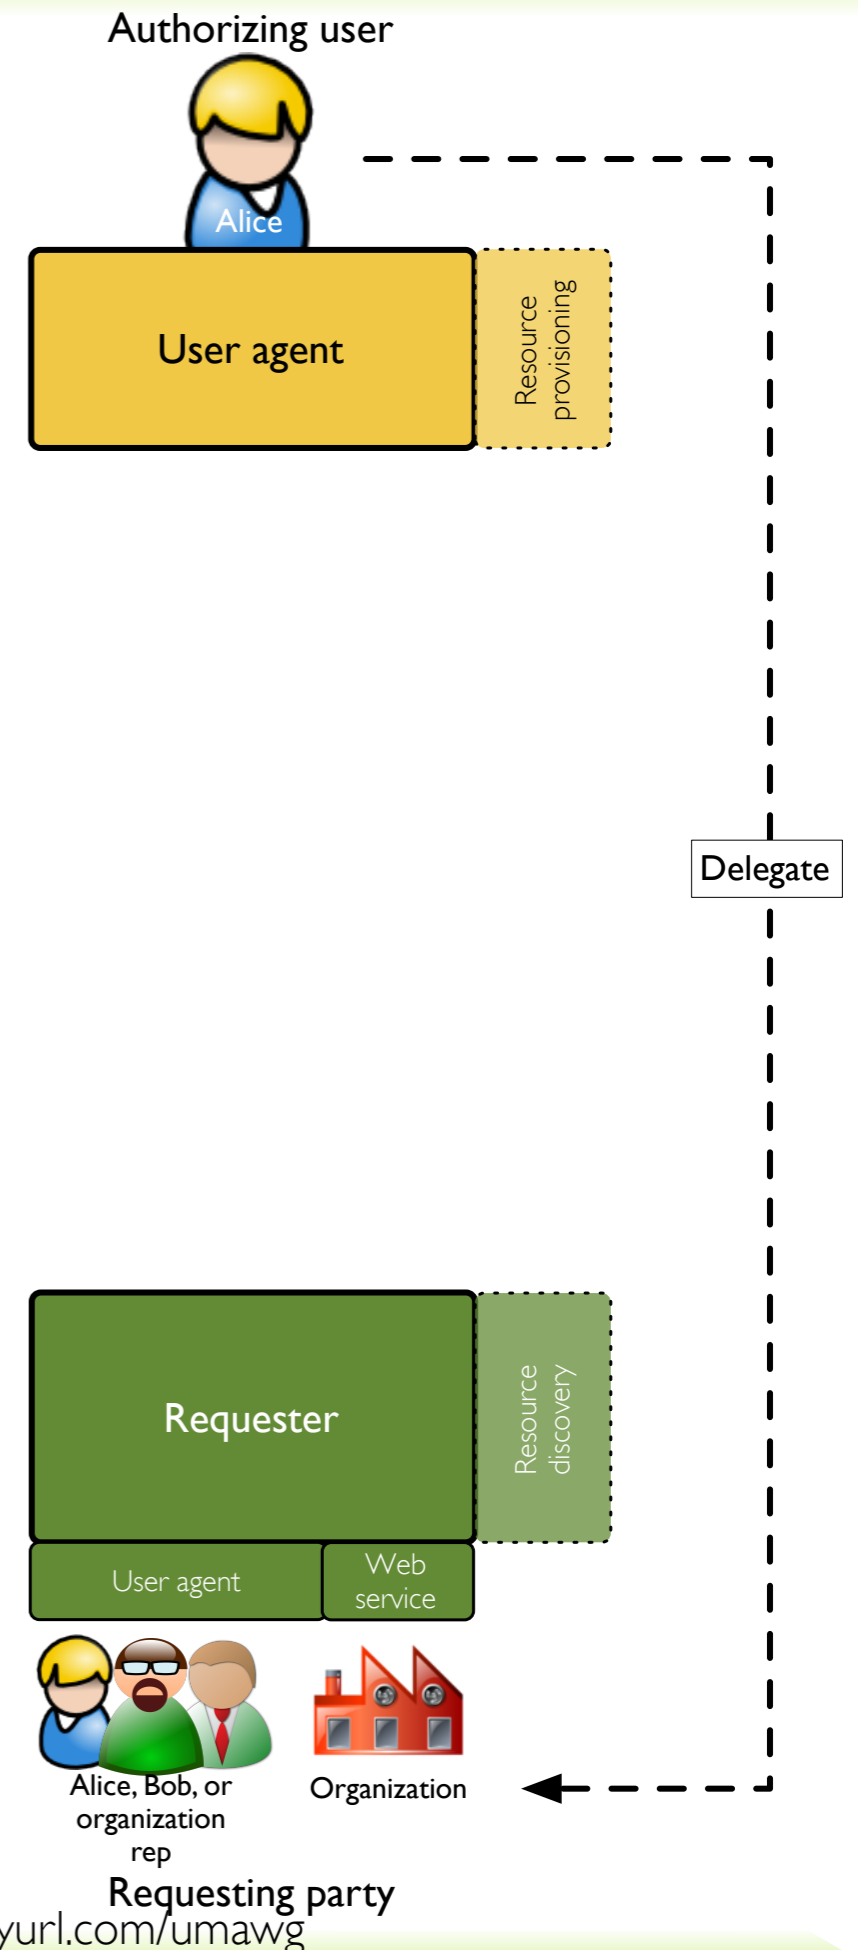 Authorizing user
Alice
User agent
Resource
provisioning
Delegate
Requester
Resource
discovery
User agent
Web
service
Alice, Bob, or
organization
rep
Organization
Requesting party
yurl.com/umawg